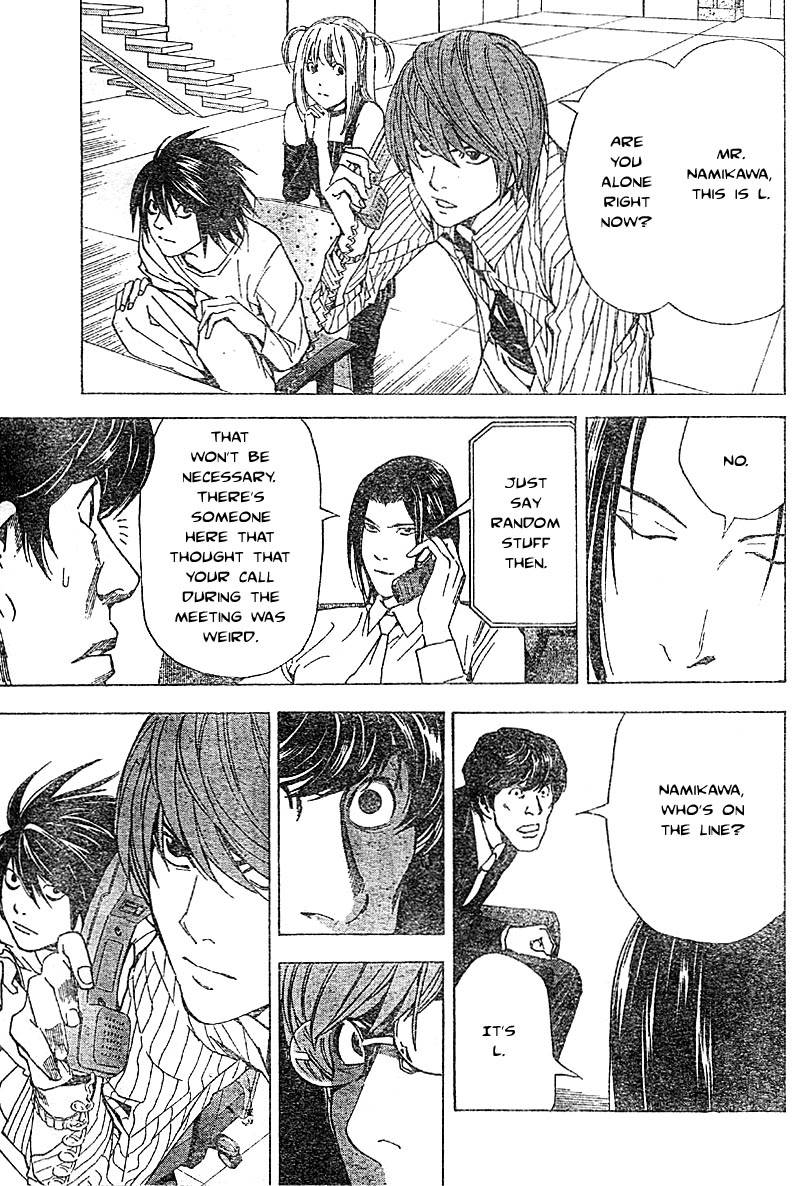 MR.
NAMIKAWA,
THIS IS L.
ARE
YOU
ALONE
RIGHT
NOW?
NO.
JUST
SAY
RANDOM
STUFF
THEN.
THAT
WON'T BE
NECESSARY.
THERE'S
SOMEONE
HERE THAT
THOUGHT THAT
YOUR CALL
DURING THE
MEETING WAS
WEIRD.
NAMIKAWA,
WHO'S ON
THE LINE?
IT'S
L.